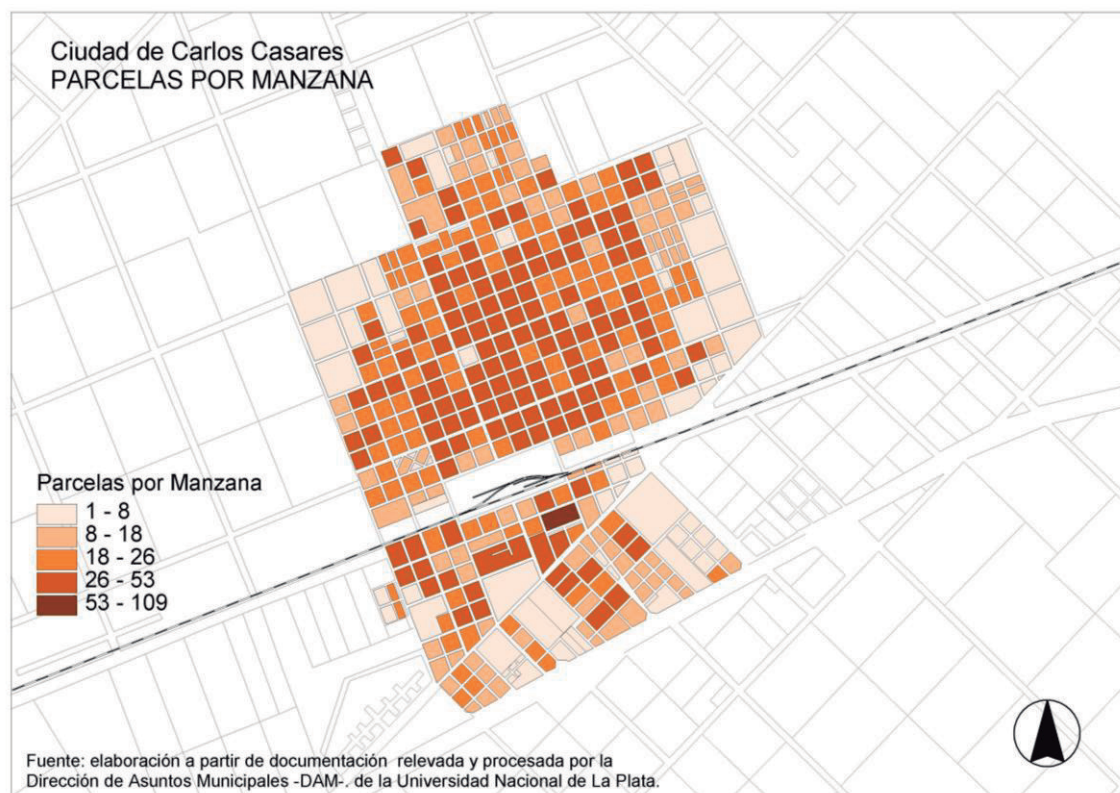 Ciudad de Carlos Casares
PARCELAS POR MANZANA
Parcelas por Manzana
1 - 8
8 - 18
18 - 26
26 - 53
53 - 109
Fuente: elaboración a partir de documentación relevada y procesada por la
Dirección de Asuntos Municipales -DAM-. de la Universidad Nacional de La Plata.